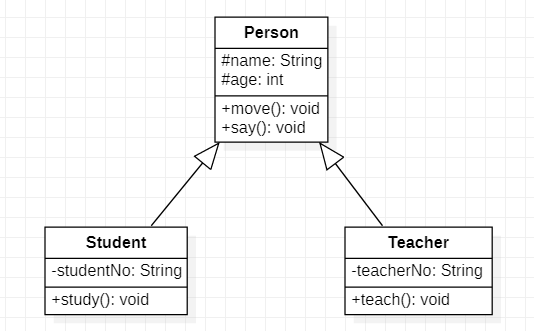 Person
#name: String
#age: int
+move(): void
+say(): void
Student
-studentNo: String
+study(): void
Teacher
-teacherNo: String
+teach(): void